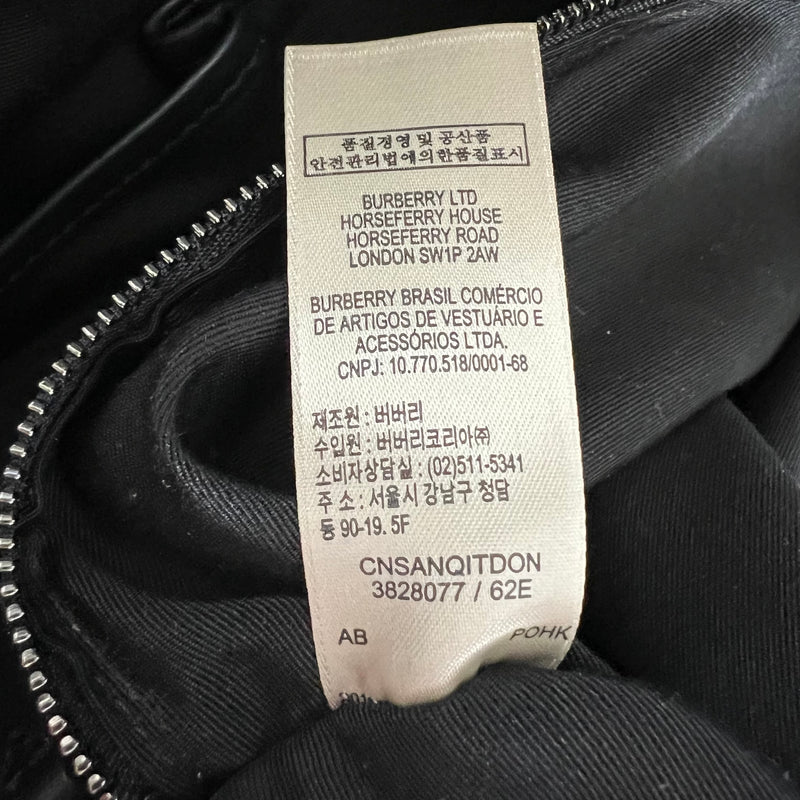 품질경영 및 공산품
안전관리법에의한품질표시
BURBERRY LTD
HORSEFERRY HOUSE
HORSEFERRY ROAD
LONDON SW1P 2AW
BURBERRY BRASIL COMÉRCIO
DE ARTIGOS DE VESTUÁRIO E
ACESSÓRIOS LTDA.
CNPJ: 10.770.518/0001-68
제조원 : 버버리
수입원 : 버버리코리아㈜
소비자상담실 : (02)511-5341
주 소 : 서울시 강남구 청담
동 90-19. 5F
CNSANQITDON
3828077 / 62E
AB POHK